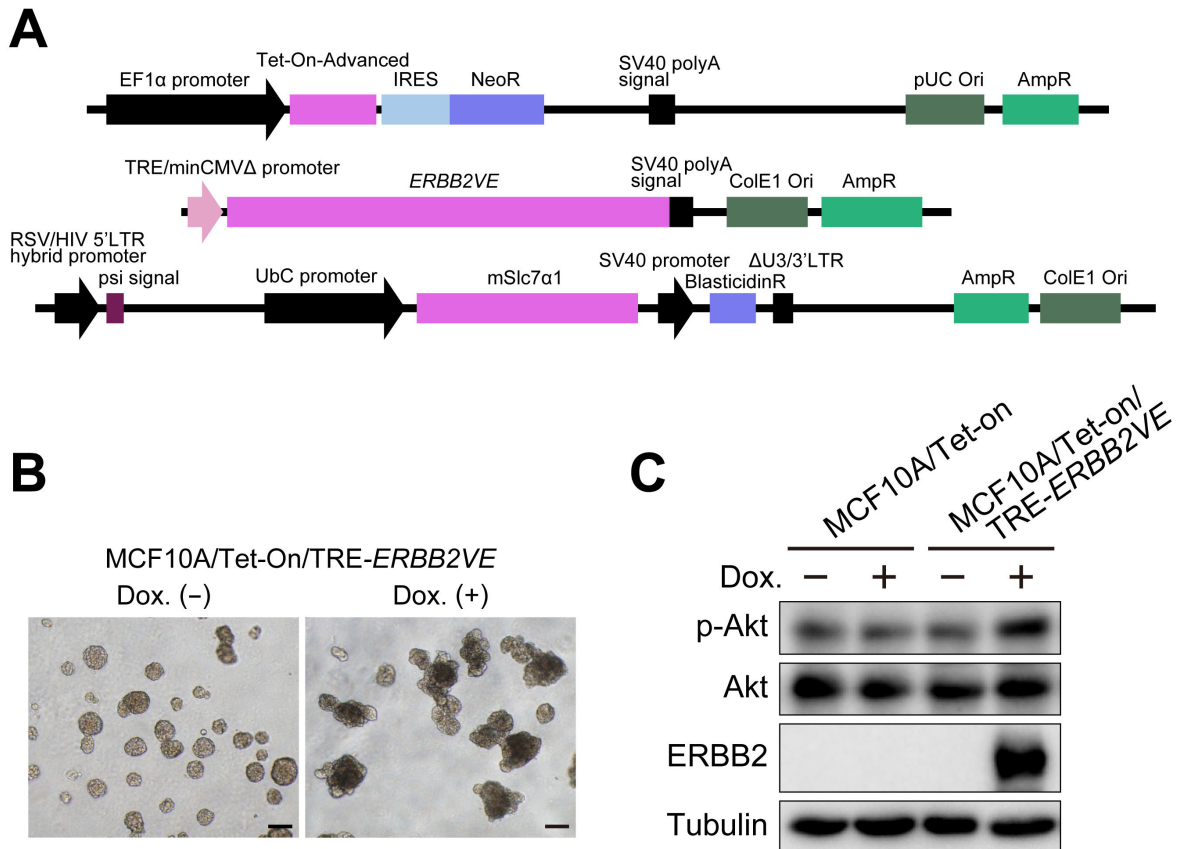 A
Tet-On-Advanced
EF1α promoter
IRES
NeoR
SV40 polyA
signal
pUC Ori
AmpR
TRE/minCMVΔ promoter
ERBB2VE
SV40 polyA
signal
ColE1 Ori
AmpR
RSV/HIV 5’LTR
hybrid promoter
psi signal
UbC promoter
mSlc7α1
SV40 promoter
BlasticidinR
ΔU3/3’LTR
AmpR
ColE1 Ori
B
MCF10A/Tet-On/TRE-ERBB2VE
Dox. (−)
Dox. (+)
C
MCF10A/Tet-on
MCF10A/Tet-on/
TRE-ERBB2VE
Dox. − + − +
p-Akt
Akt
ERBB2
Tubulin